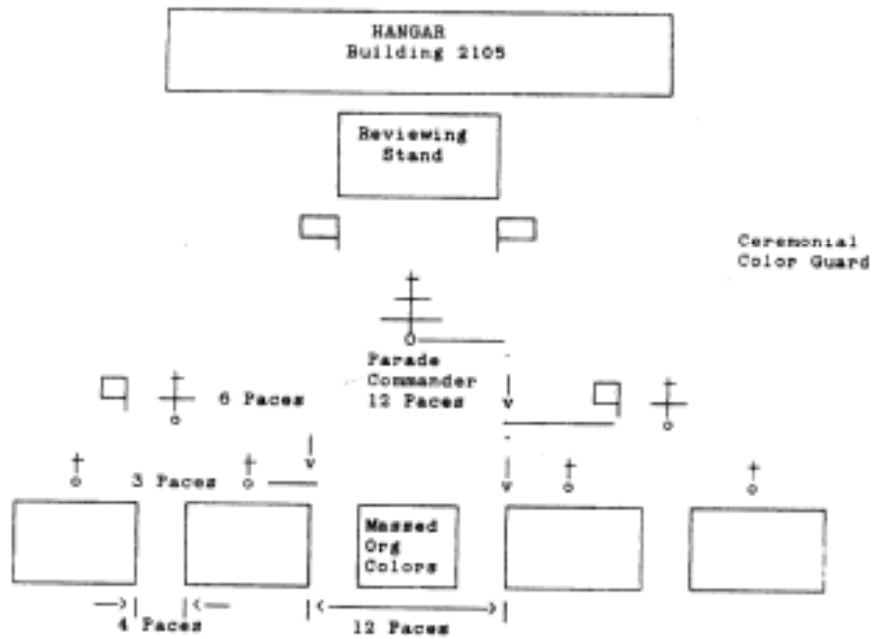 HANGAR
Building 2105
Reviewing
Stand
Ceremonial
Color Guard
Parade
Commander
12 Paces
6 Paces
3 Paces
Massed
Org
Colors
4 Paces
12 Paces